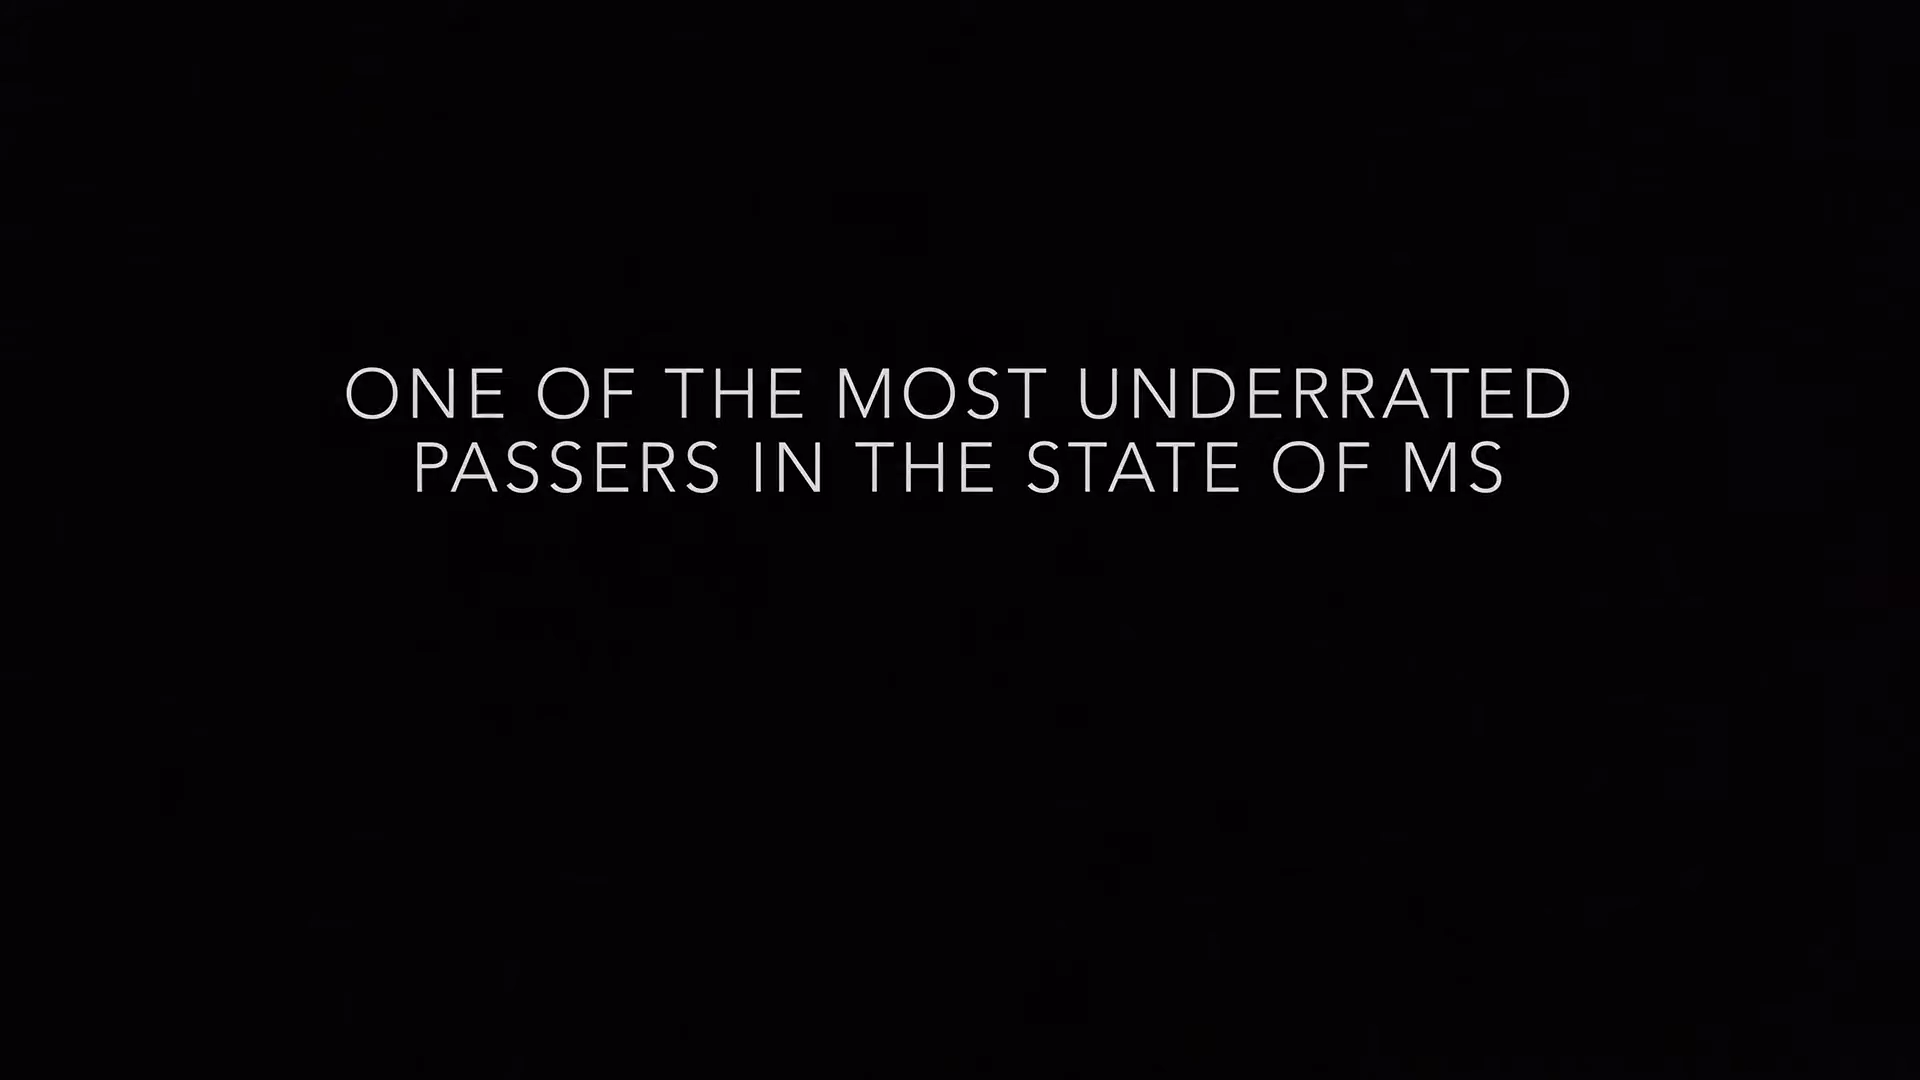 ONE OF THE MOST UNDERRATED
PASSERS IN THE STATE OF MS